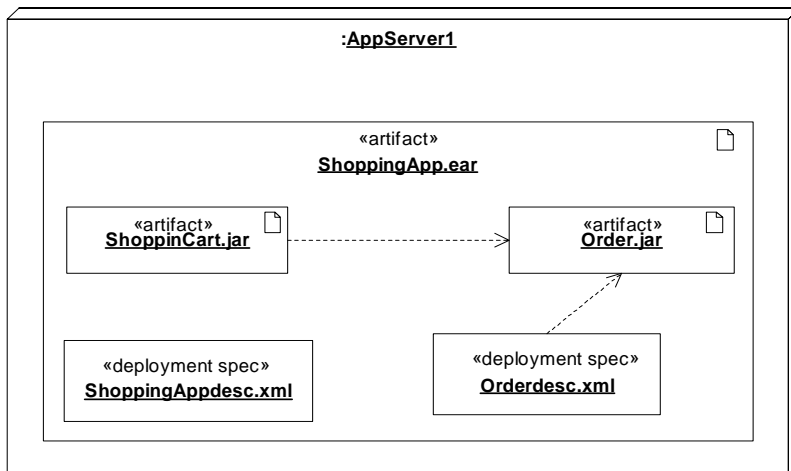 :AppServer1
«artifact»
ShoppingApp.ear
«artifact»
ShoppinCart.jar
«artifact»
Order.jar
«deployment spec»
ShoppingAppdesc.xml
«deployment spec»
Orderdesc.xml